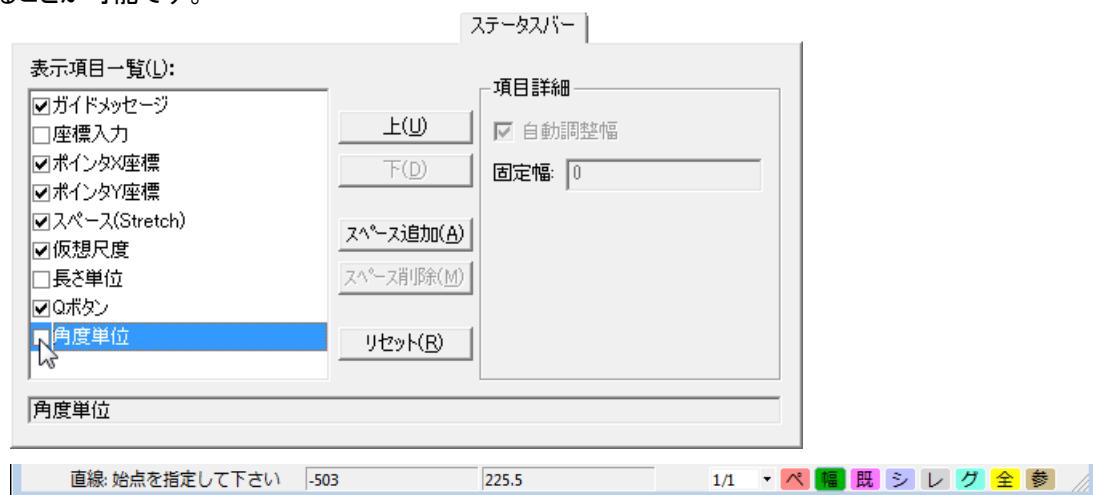 ることが可能です。
ステータスバー
表示項目一覧(L):
ガイドメッセージ
座標入力
ポインタX座標
ポインタY座標
スペース(Stretch)
仮想尺度
長さ単位
Qボタン
角度単位
上(U)
下(D)
スペース追加(A)
スペース削除(M)
リセット(R)
項目詳細
自動調整幅
固定幅: 0
角度単位
直線: 始点を指定して下さい -503 225.5 1/1 ペ 幅 既 シ レ グ 全 参